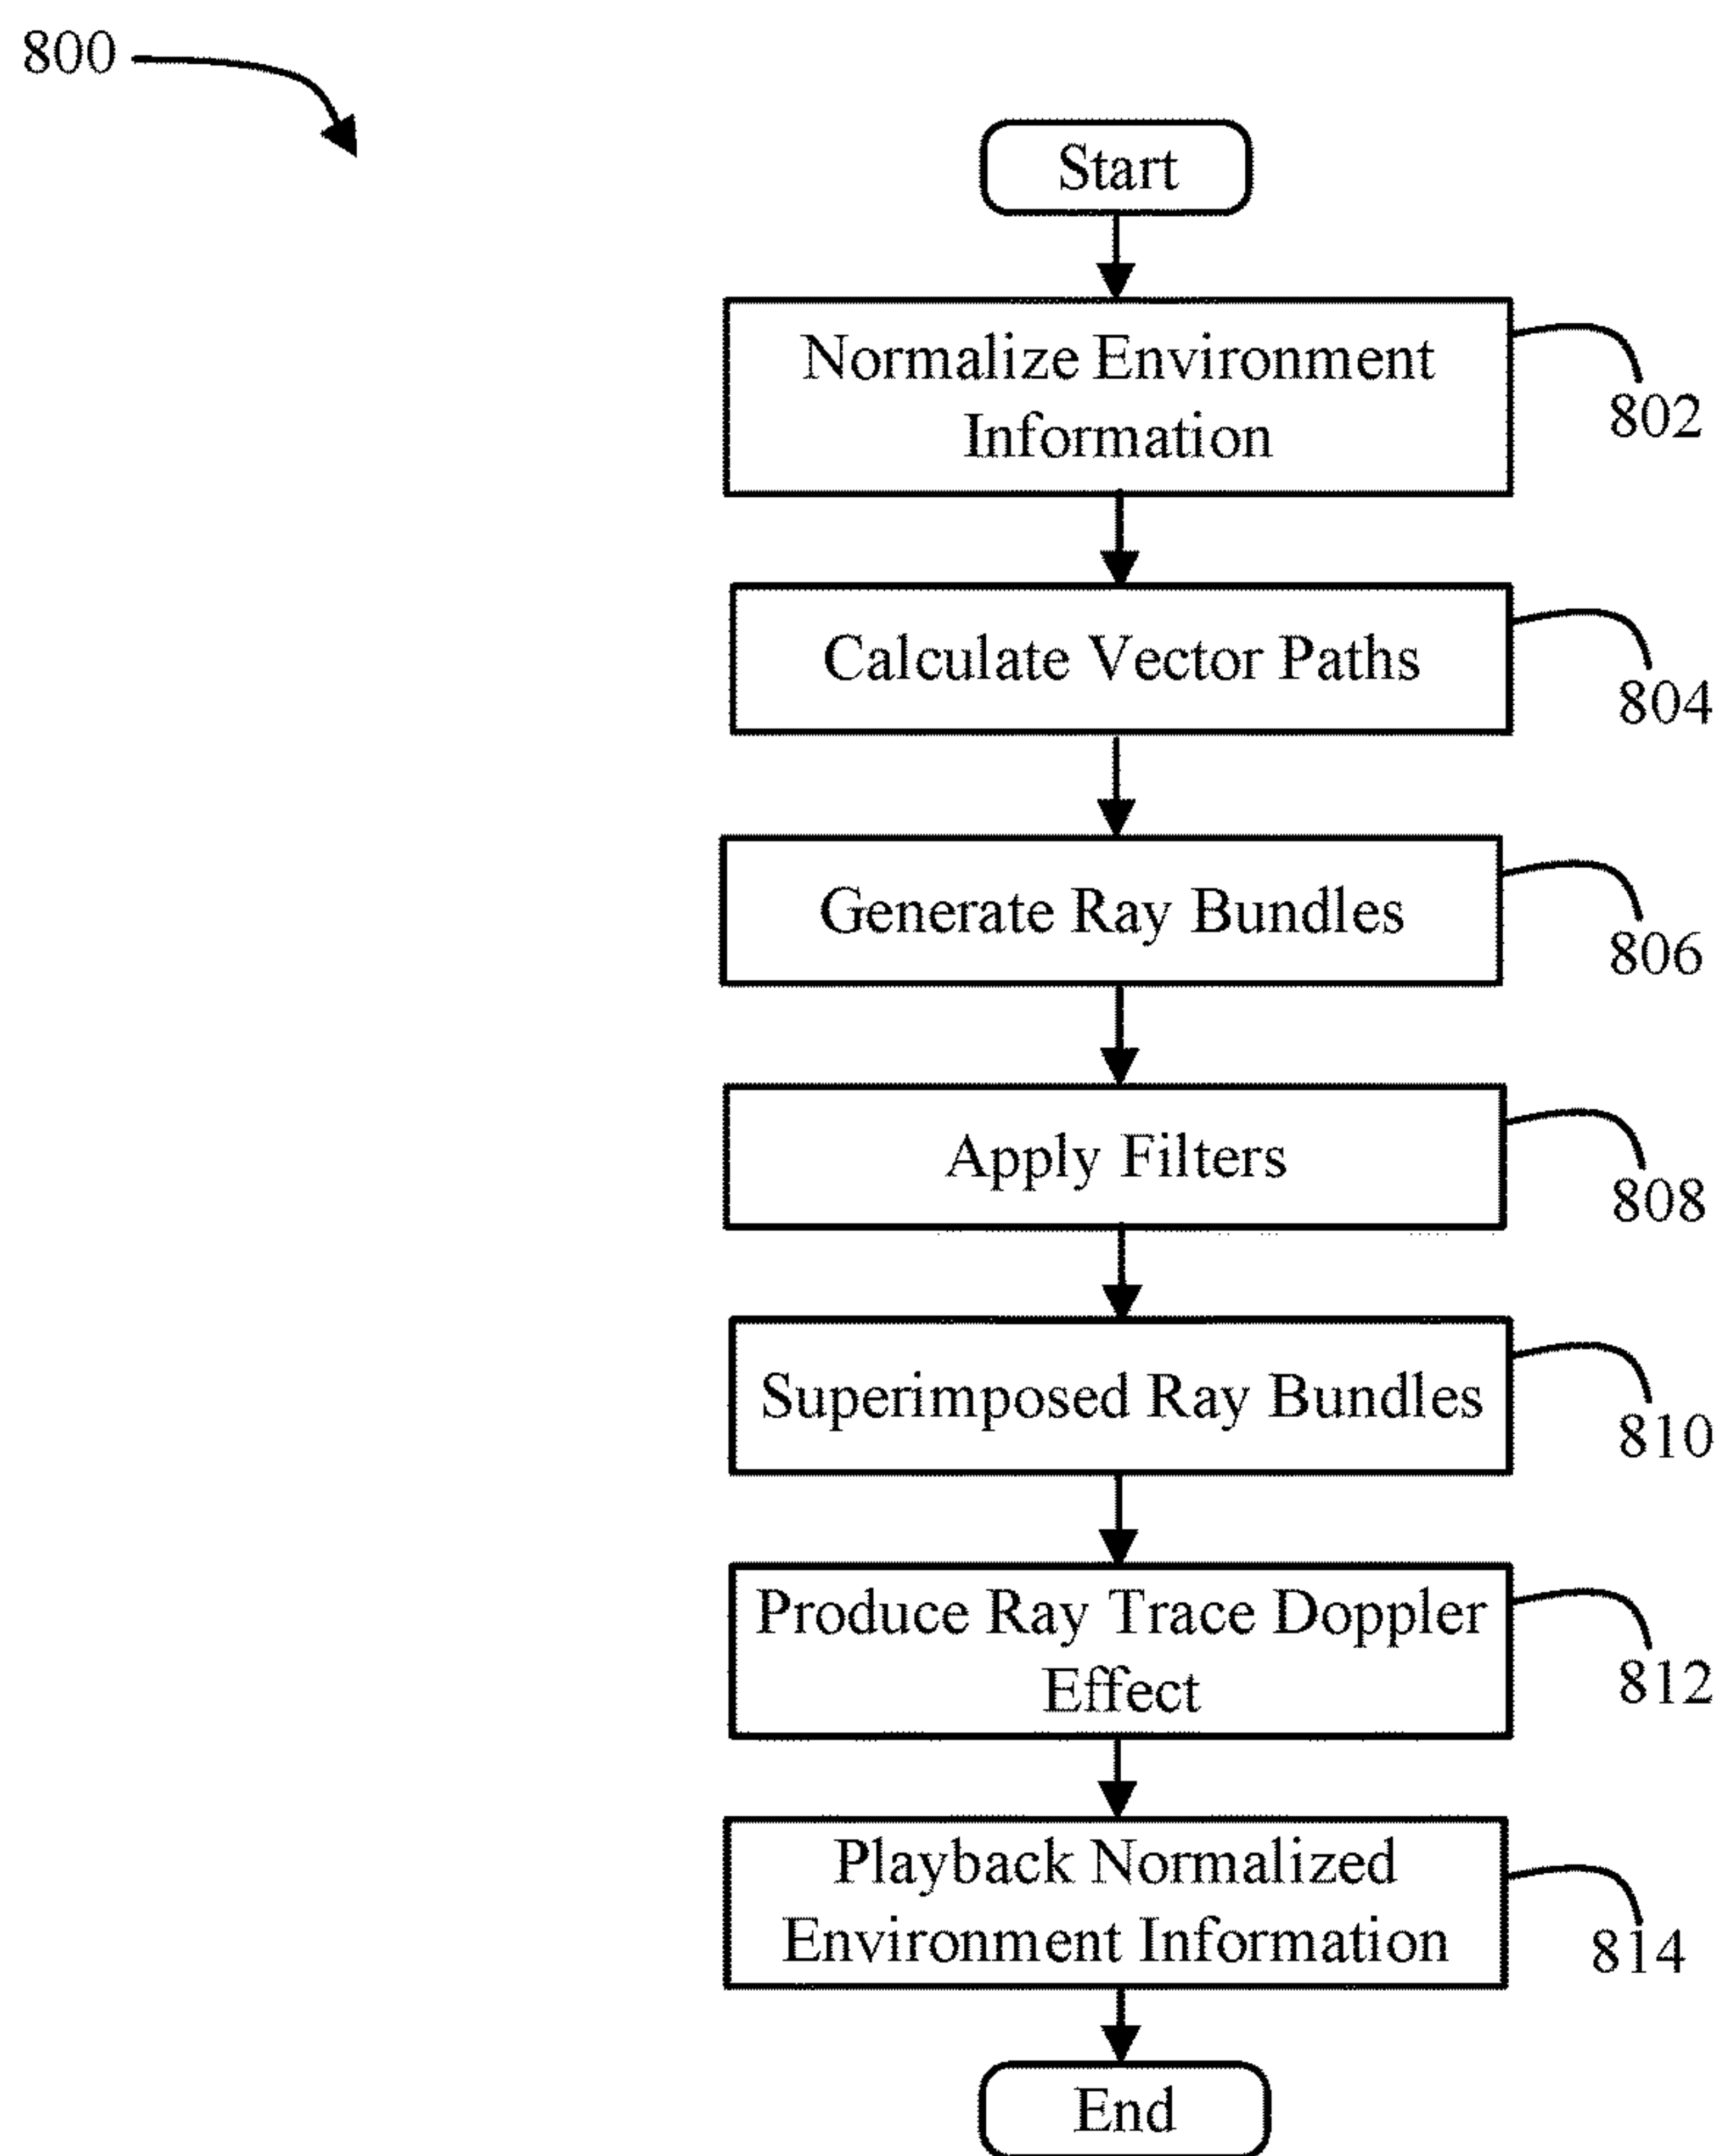 800
Start
Normalize Environment
Information
802
Calculate Vector Paths
804
Generate Ray Bundles
806
Apply Filters
808
Superimposed Ray Bundles
810
Produce Ray Trace Doppler
Effect
812
Playback Normalized
Environment Information
814
End